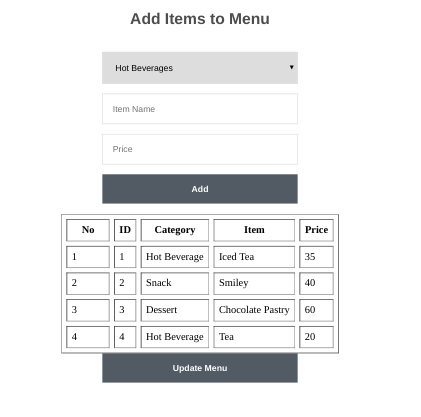 Add Items to Menu
Hot Beverages
Item Name
Price
Add
No ID Category Item Price
1 1 Hot Beverage Iced Tea 35
2 2 Snack Smiley 40
3 3 Dessert Chocolate Pastry 60
4 4 Hot Beverage Tea 20
Update Menu